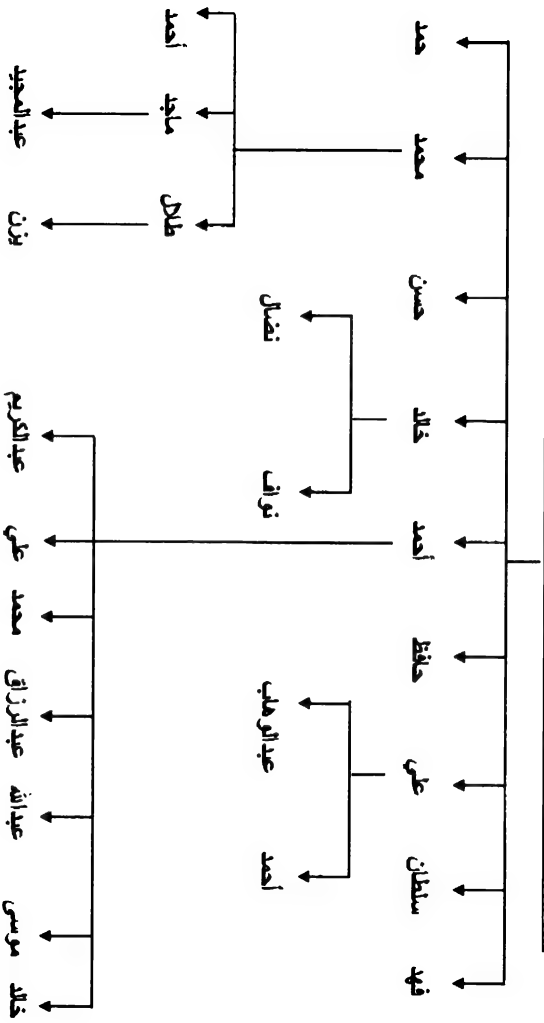 فهد سلطان علي حافظ أحمد خالد حسن محمد حمد
أحمد عبدالوهاب نواف نضال
طلال ماجد أحمد
خالد موسى عبدالله عبدالرزاق محمد علي عبدالكريم يزن عبدالمجيد